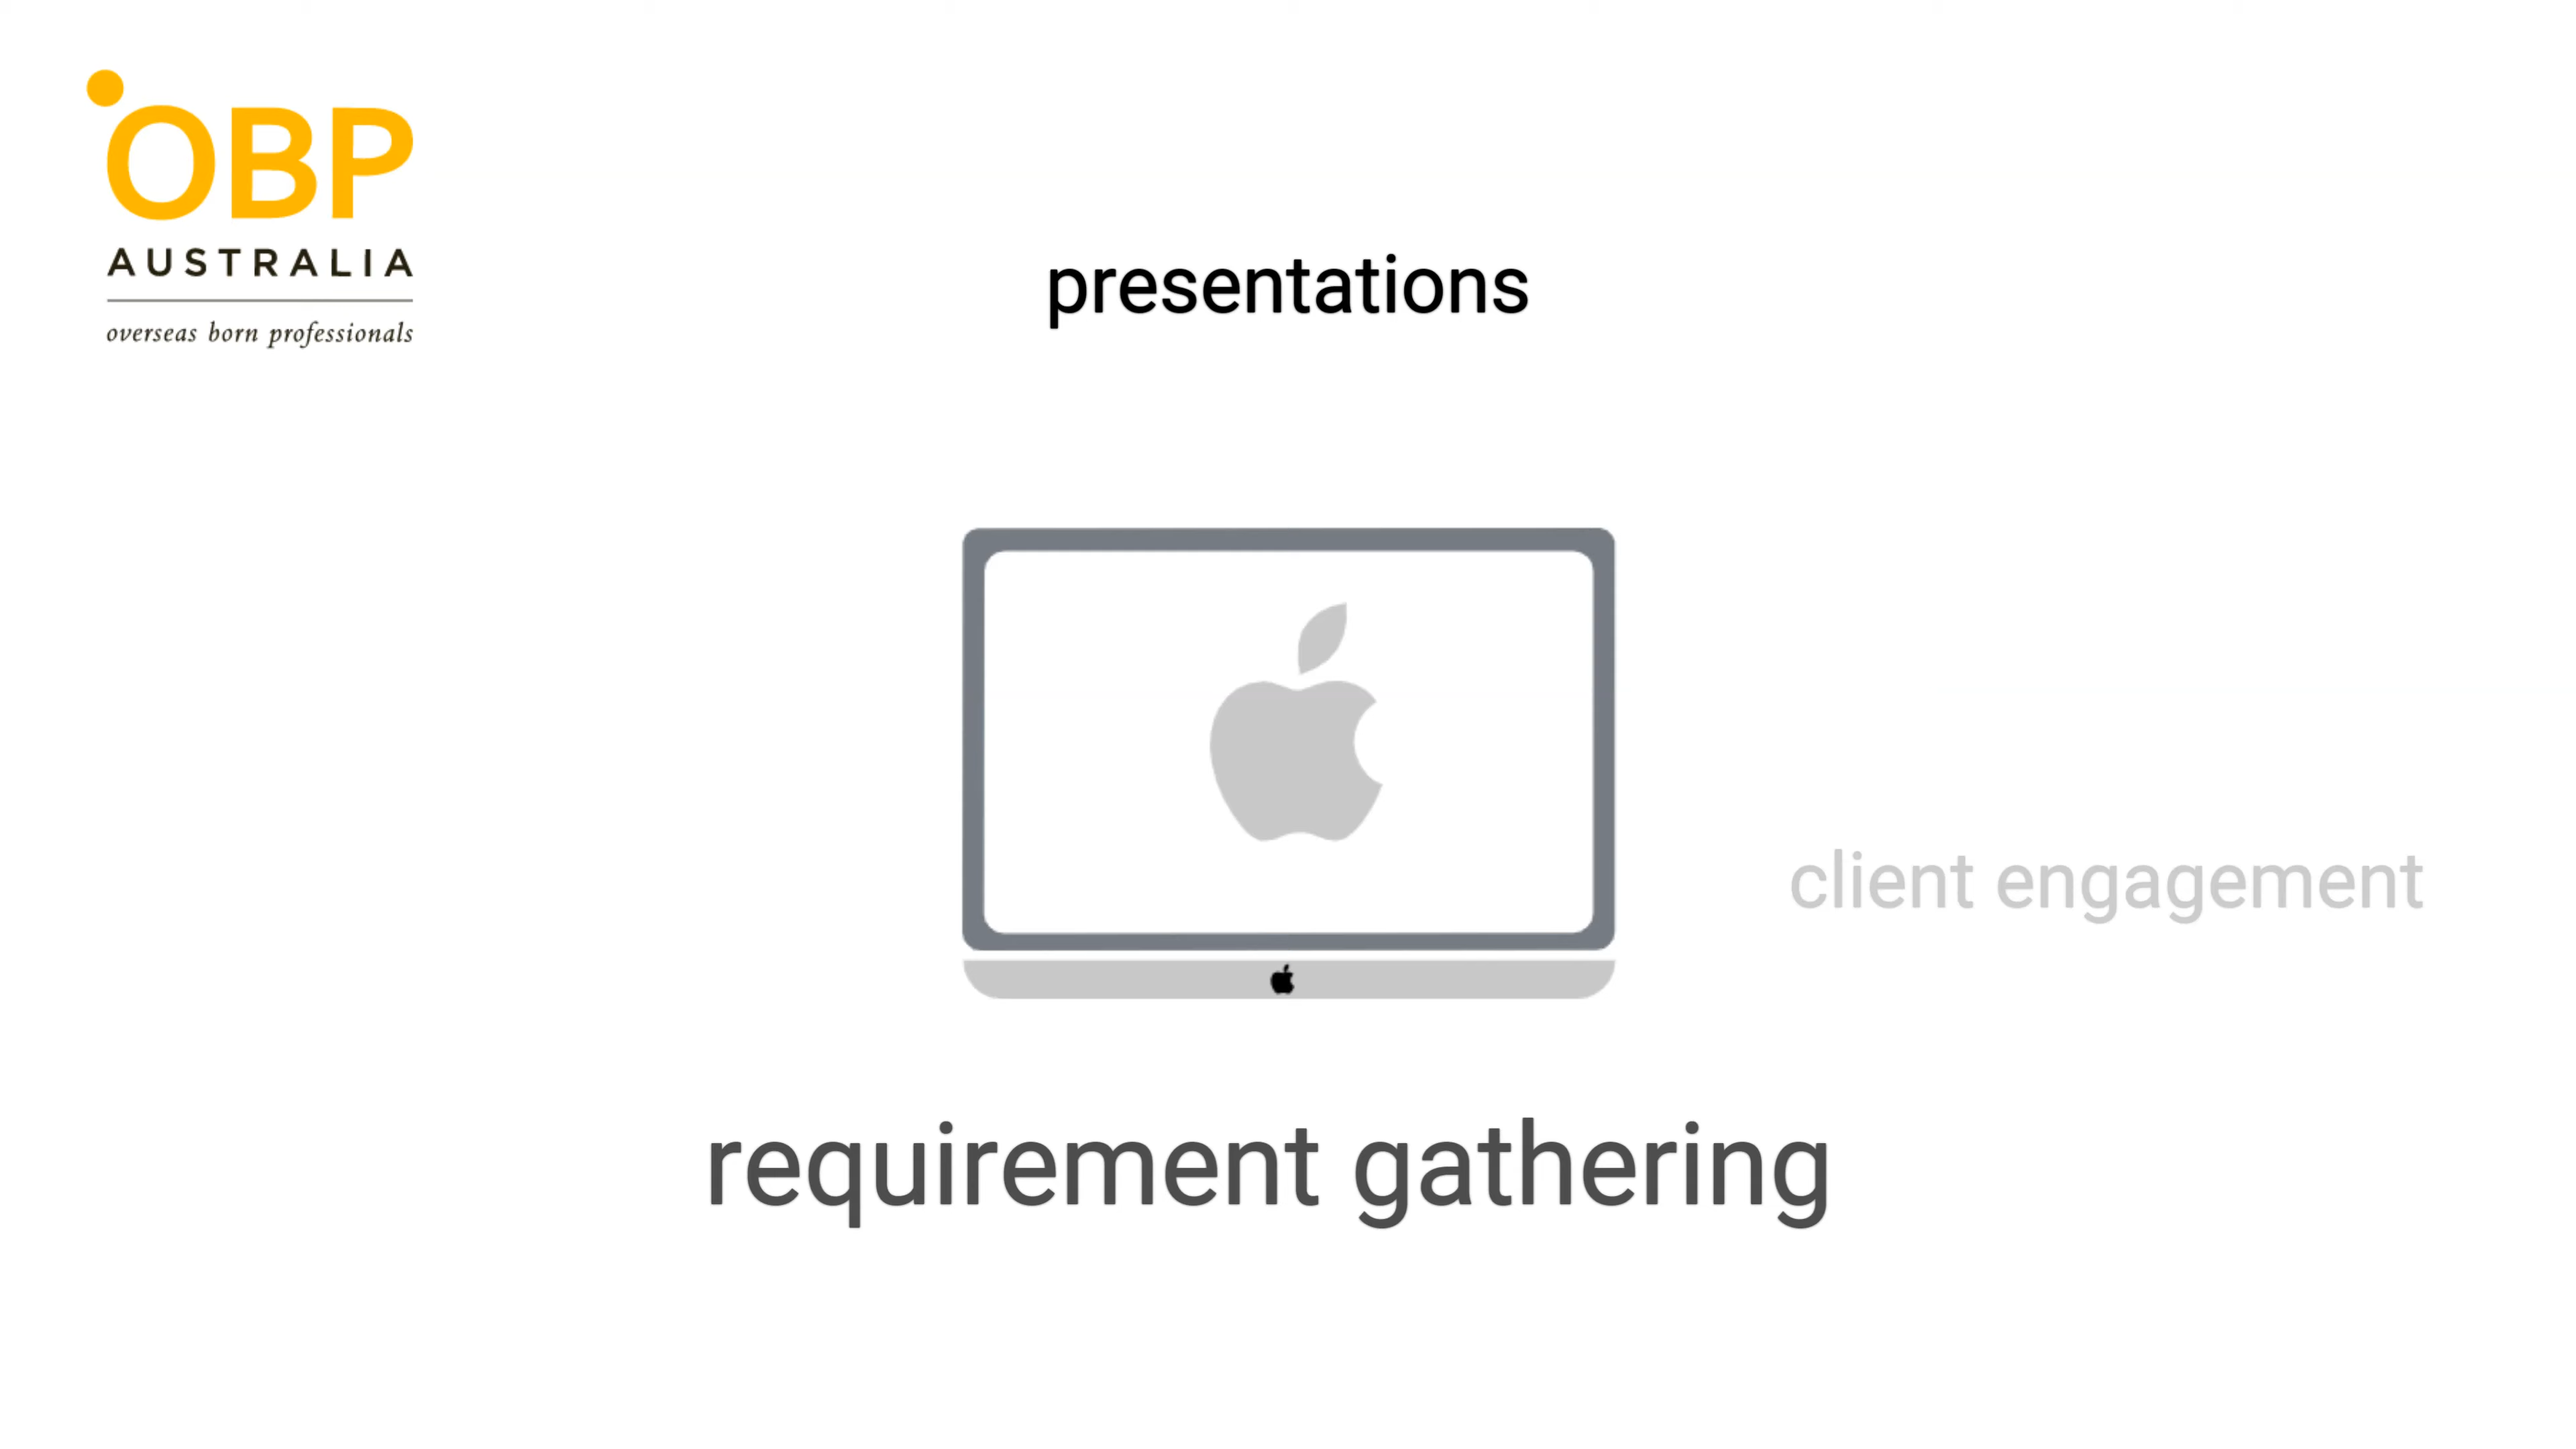 OBP
AUSTRALIA
overseas born professionals
presentations
client engagement
requirement gathering